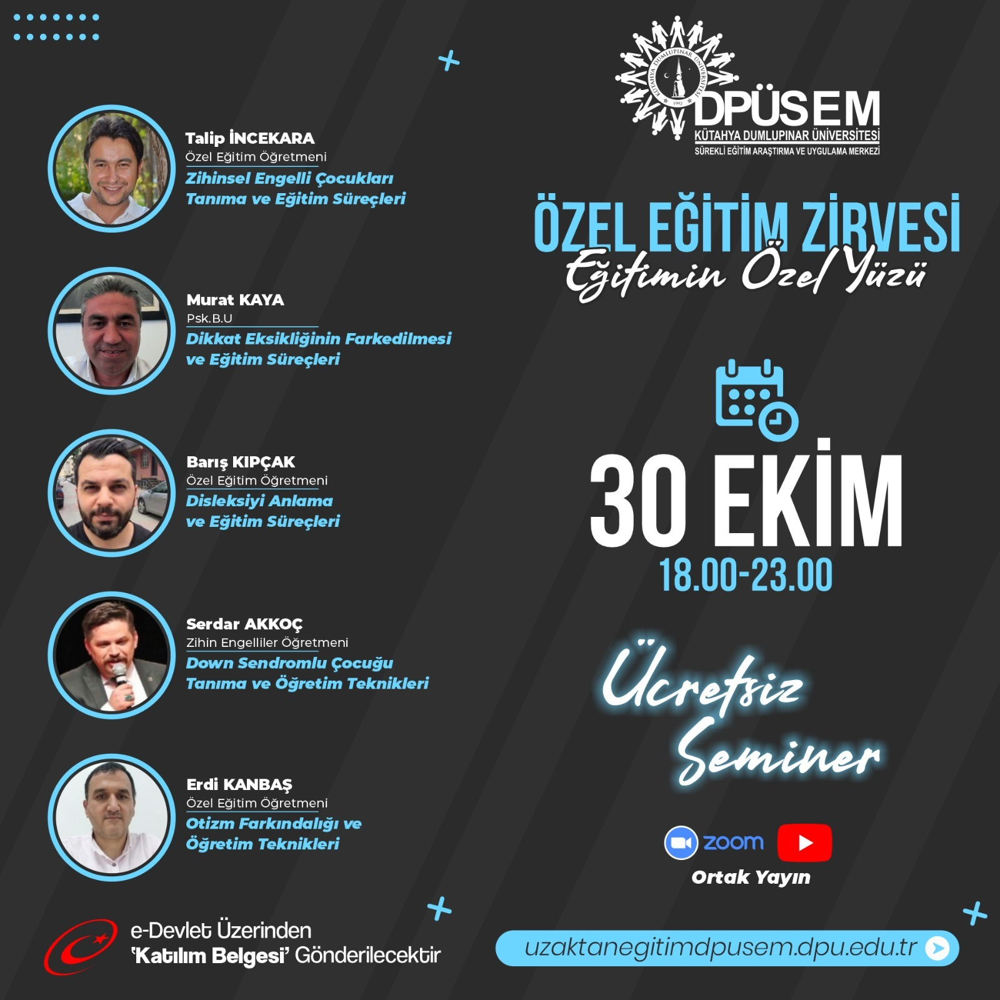 Talip İNCEKARA
Özel Eğitim Öğretmeni
Zihinsel Engelli Çocukları
Tanıma ve Eğitim Süreçleri
Murat KAYA
Psk.B.U
Dikkat Eksikliğinin Farkedilmesi
ve Eğitim Süreçleri
Barış KIPÇAK
Özel Eğitim Öğretmeni
Disleksiyi Anlama
ve Eğitim Süreçleri
Serdar AKKOÇ
Zihin Engelliler Öğretmeni
Down Sendromlu Çocuğu
Tanıma ve Öğretim Teknikleri
Erdi KANBAŞ
Özel Eğitim Öğretmeni
Otizm Farkındalığı ve
Öğretim Teknikleri
e-Devlet Üzerinden
'Katılım Belgesi' Gönderilecektir
KÜTAHYA DUMLUPINAR ÜNİVERSİTESİ
1992
DPÜSEM
KÜTAHYA DUMLUPINAR ÜNİVERSİTESİ
SÜREKLİ EĞİTİM ARAŞTIRMA VE UYGULAMA MERKEZİ
ÖZEL EĞİTİM ZİRVESİ
Eğitimin Özel Yüzü
30 EKİM
18.00-23.00
Ücretsiz
Seminer
zoom
Ortak Yayın
uzaktanegitimdpusem.dpu.edu.tr